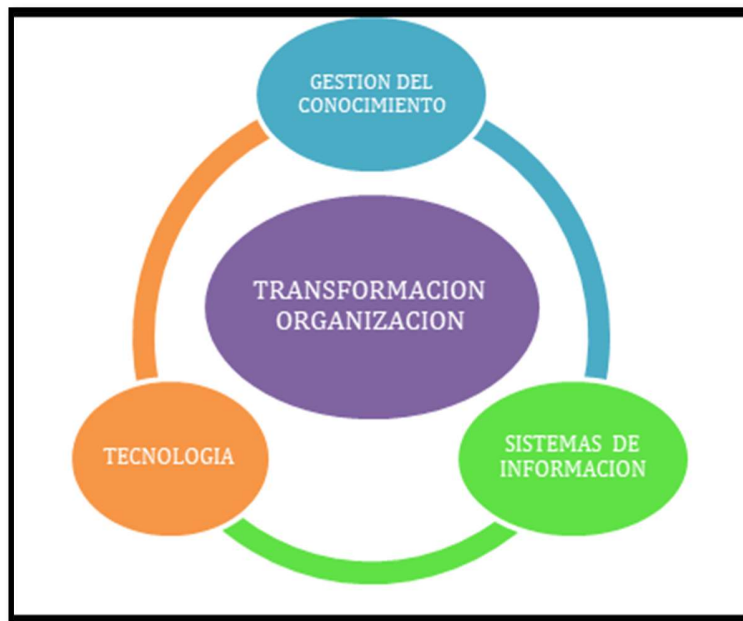 GESTION DEL
CONOCIMIENTO
TRANSFORMACION
ORGANIZACION
TECNOLOGIA
SISTEMAS DE
INFORMACION